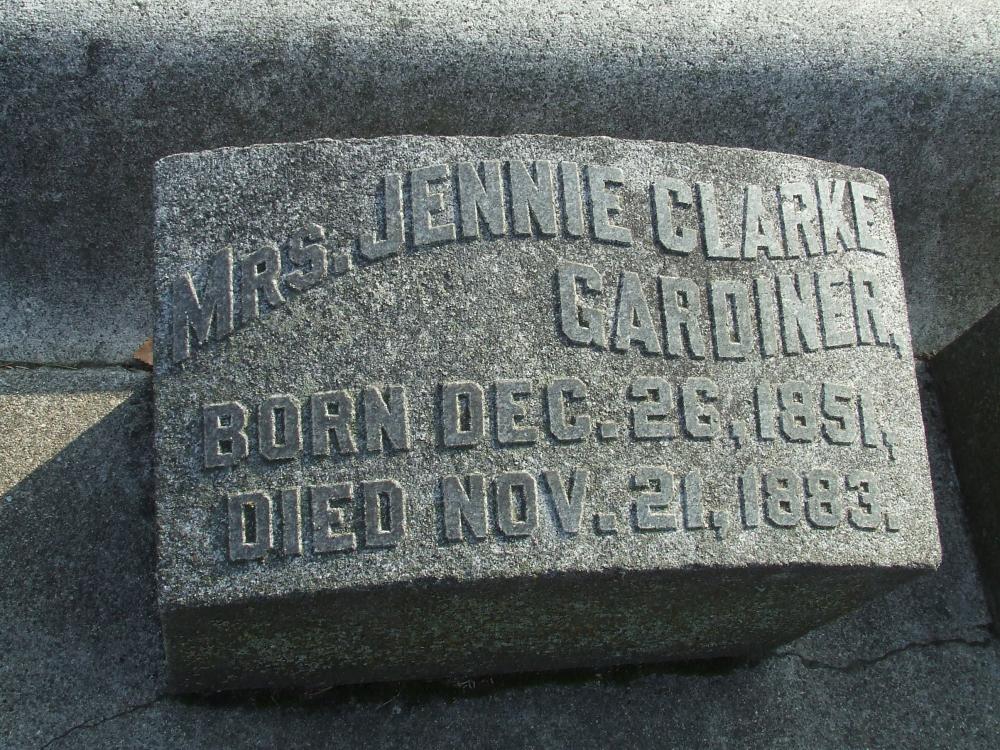 Mrs. Jennie Clarke
Gardiner,
Born Dec. 26, 1851,
Died Nov. 21, 1883.